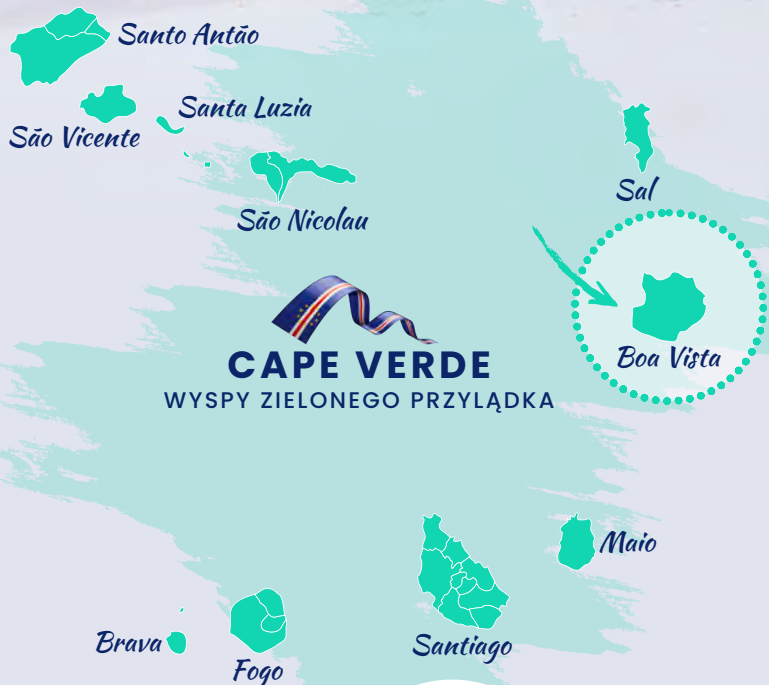 Santo Antão
Santa Luzia
São Vicente
Sal
São Nicolau
Boa Vista
CAPE VERDE
WYSPY ZIELONEGO PRZYLĄDKA
Maio
Brava
Santiago
Fogo